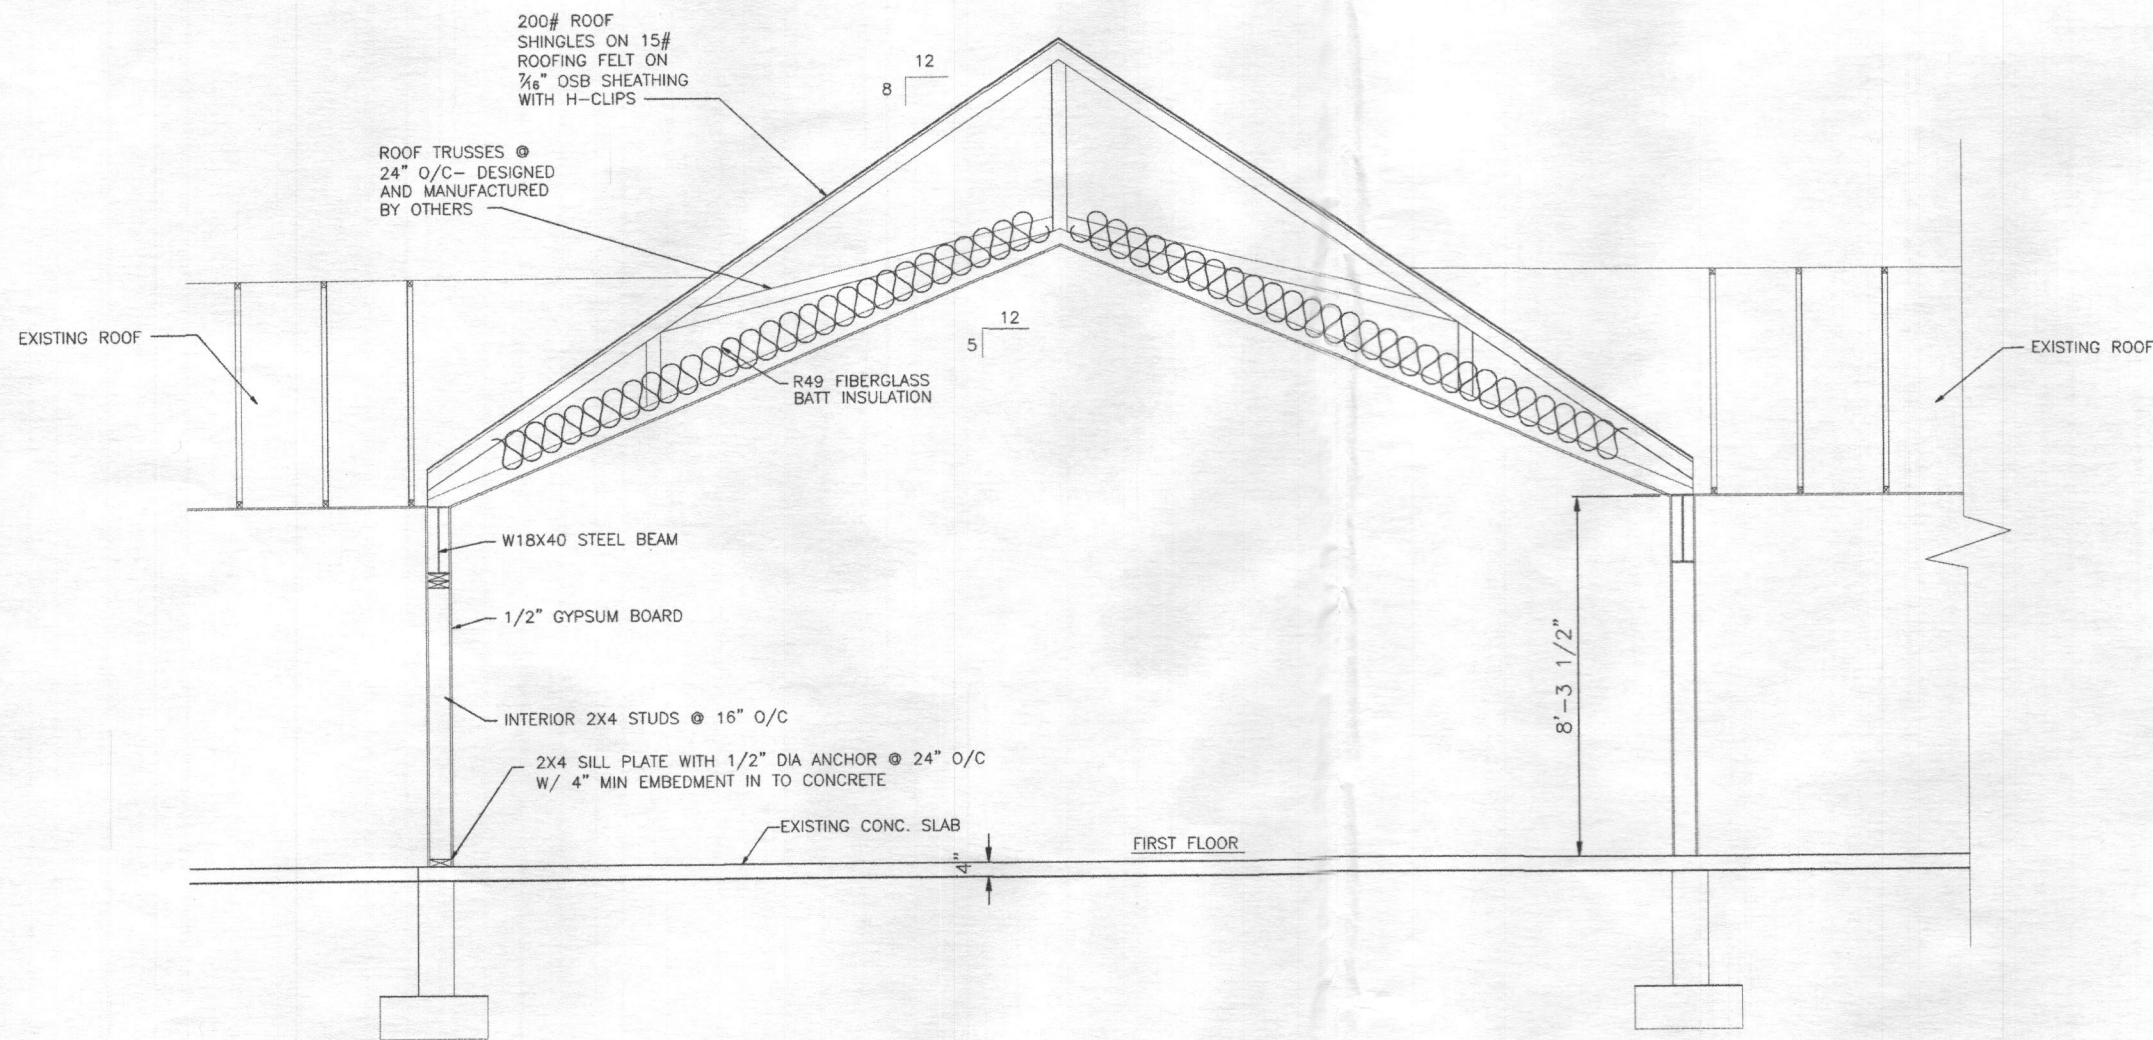 200# ROOF
SHINGLES ON 15#
ROOFING FELT ON
7/16" OSB SHEATHING
WITH H-CLIPS
12
8
ROOF TRUSSES @
24" O/C- DESIGNED
AND MANUFACTURED
BY OTHERS
EXISTING ROOF
12
5
EXISTING ROOF
R49 FIBERGLASS
BATT INSULATION
W18X40 STEEL BEAM
1/2" GYPSUM BOARD
8'-3 1/2"
INTERIOR 2X4 STUDS @ 16" O/C
2X4 SILL PLATE WITH 1/2" DIA ANCHOR @ 24" O/C
W/ 4" MIN EMBEDMENT IN TO CONCRETE
EXISTING CONC. SLAB
4"
FIRST FLOOR